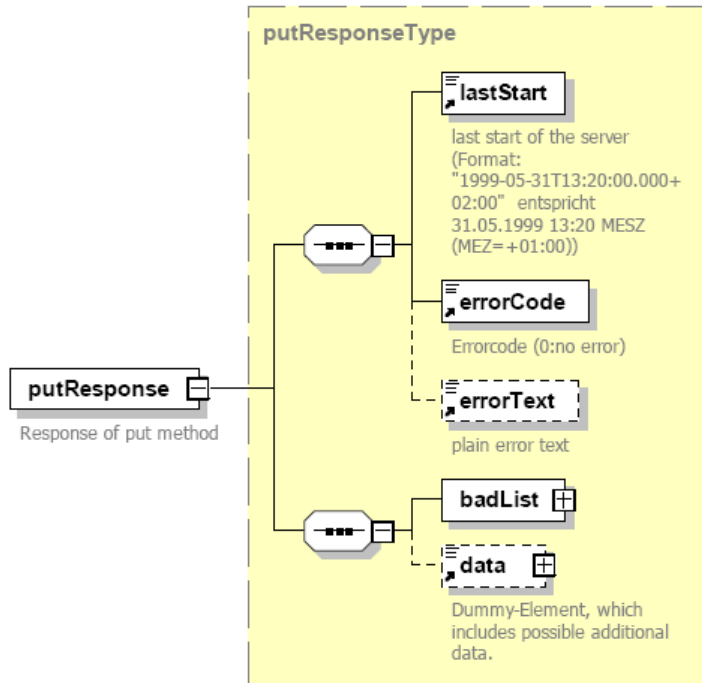 putResponseType
lastStart
last start of the server
(Format:
"1999-05-31T13:20:00.000+
02:00"  entspricht
31.05.1999 13:20 MESZ
(MEZ=+01:00))
errorCode
Errorcode (0:no error)
putResponse
Response of put method
errorText
plain error text
badList
data
Dummy-Element, which
includes possible additional
data.